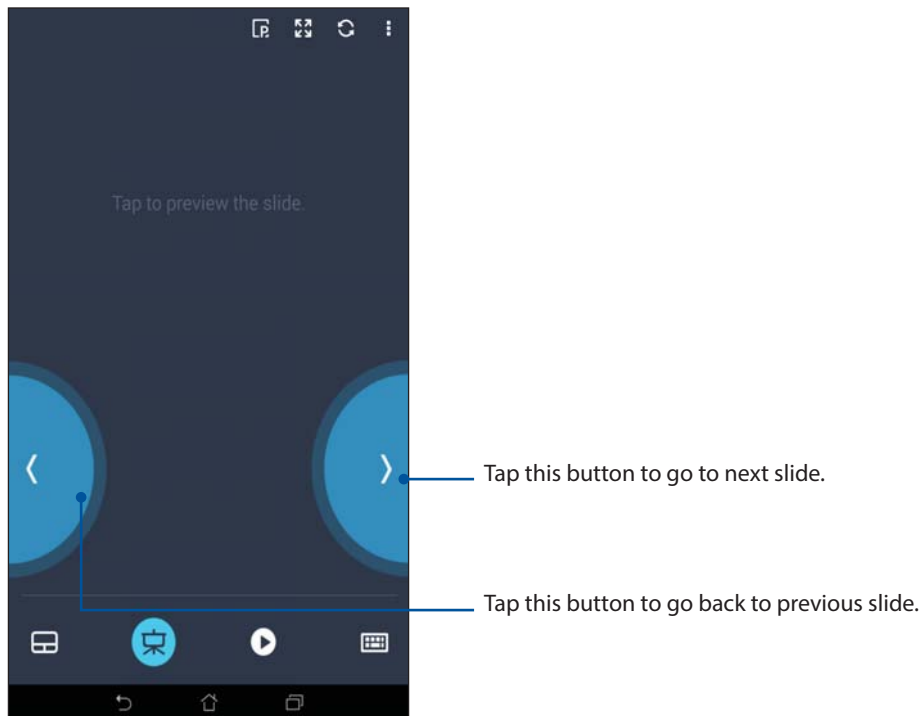 Tap to preview the slide.
Tap this button to go to next slide.
Tap this button to go back to previous slide.